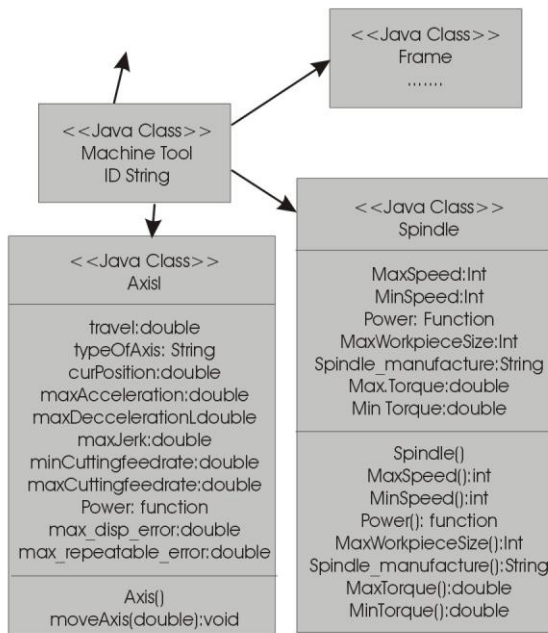 <<Java Class>>
Frame
.......
<<Java Class>>
Machine Tool
ID String
<<Java Class>>
AxisI
travel:double
typeOfAxis: String
curPosition:double
maxAcceleration:double
maxDeccelerationLdouble
maxJerk:double
minCuttingfeedrate:double
maxCuttingfeedrate:double
Power: function
max_disp_error:double
max_repeatable_error:double
Axis()
moveAxis(double):void
<<Java Class>>
Spindle
MaxSpeed:Int
MinSpeed:Int
Power: Function
MaxWorkpieceSize:Int
Spindle_manufacture:String
Max.Torque:double
Min Torque:double
Spindle()
MaxSpeed():int
MinSpeed():int
Power(): function
MaxWorkpieceSize():Int
Spindle_manufacture():String
MaxTorque():double
MinTorque():double